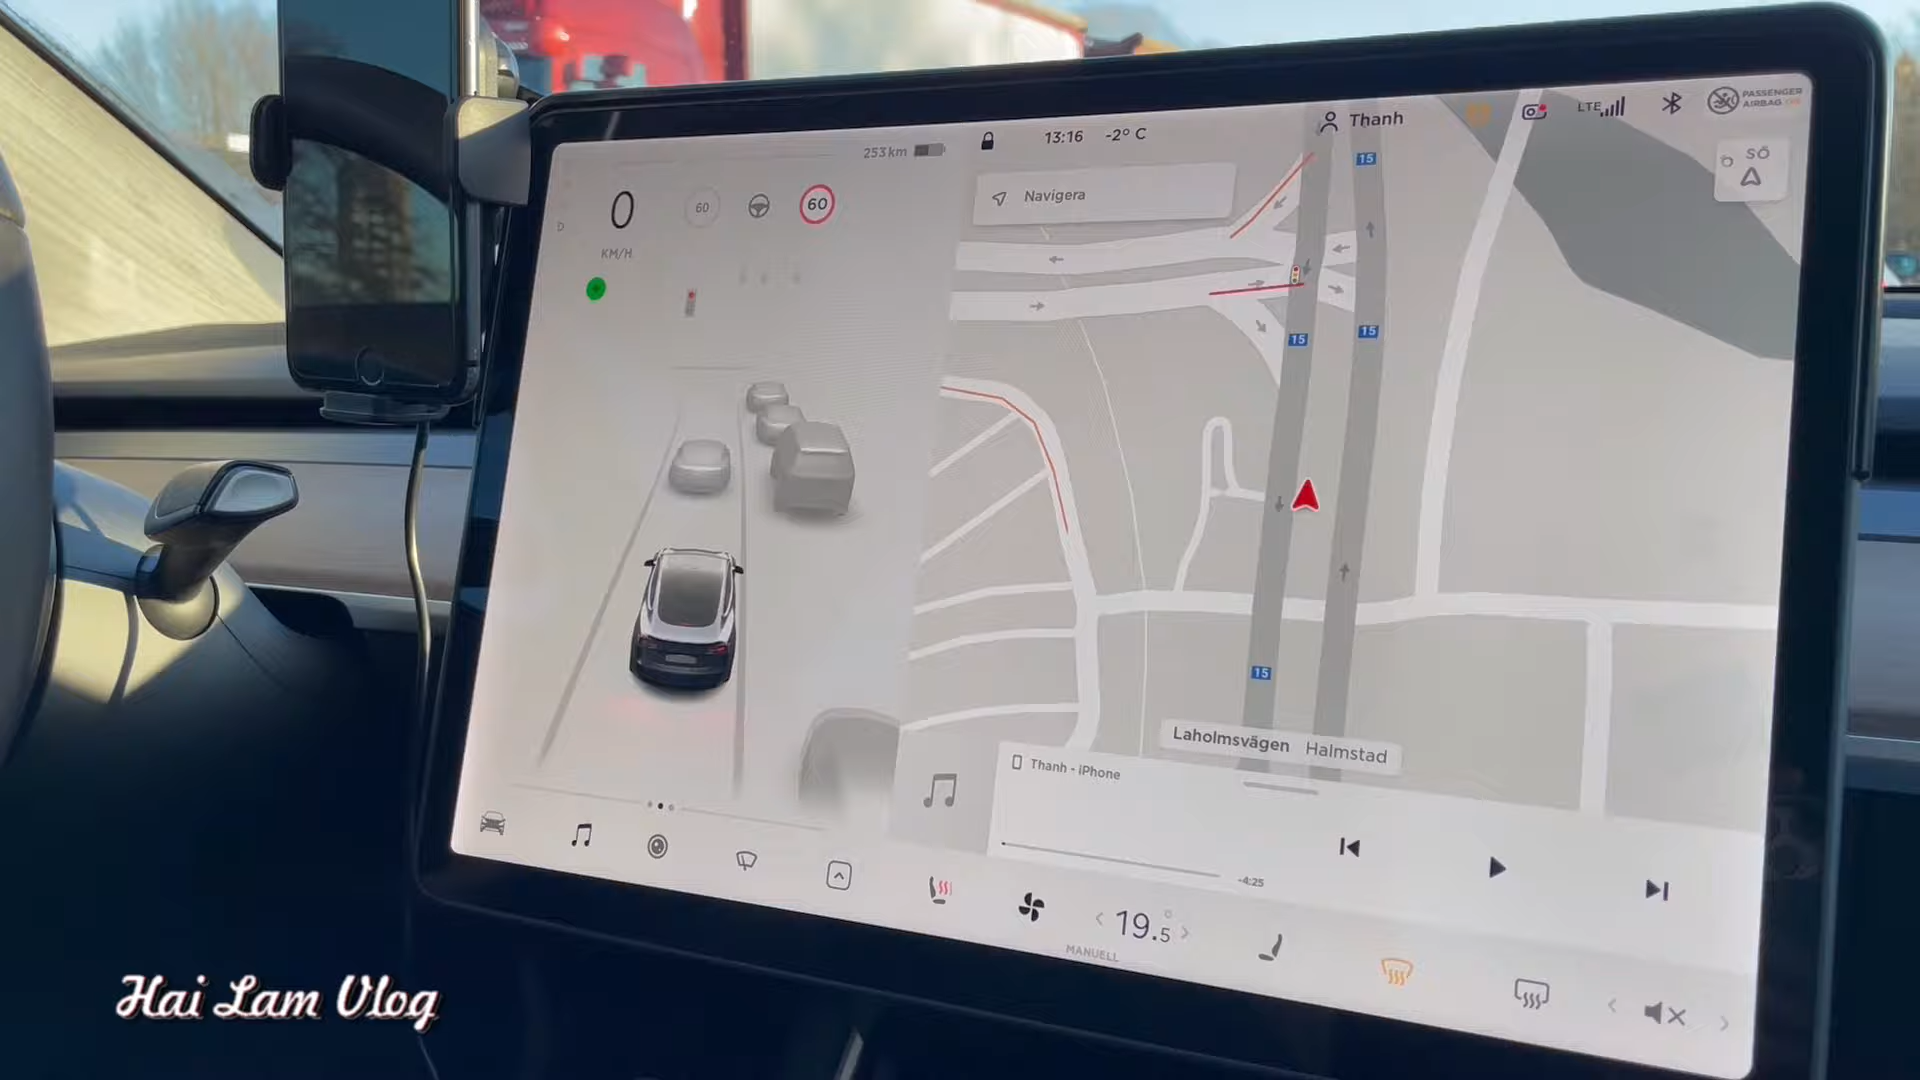 253 km
13:16 -2° C
Thanh
LTE
PASSENGER
AIRBAG
0
KM/H
D
60
60
Navigera
SÖ
15
15
15
15
Laholmsvägen Halmstad
Thanh - iPhone
-4:25
19.5°
MANUELL
Hai Lam Vlog